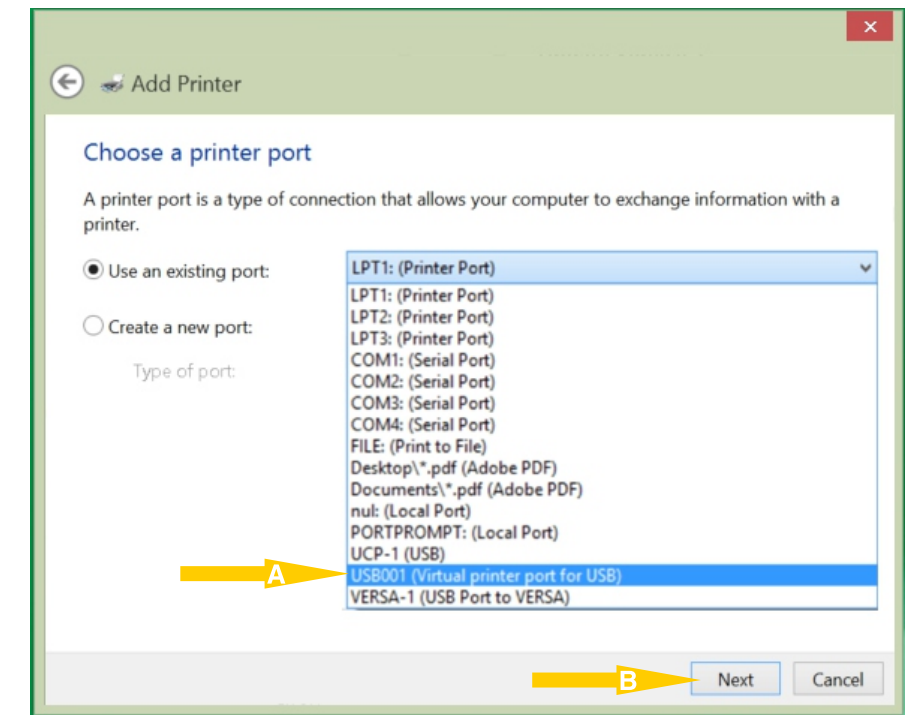 Add Printer
Choose a printer port
A printer port is a type of connection that allows your computer to exchange information with a
printer.
Use an existing port:
LPT1: (Printer Port)
LPT1: (Printer Port)
LPT2: (Printer Port)
LPT3: (Printer Port)
Create a new port:
COM1: (Serial Port)
Type of port:
COM2: (Serial Port)
COM3: (Serial Port)
COM4: (Serial Port)
FILE: (Print to File)
Desktop\*.pdf (Adobe PDF)
Documents\*.pdf (Adobe PDF)
nul: (Local Port)
PORTPROMPT: (Local Port)
UCP-1 (USB)
A
USB001 (Virtual printer port for USB)
VERSA-1 (USB Port to VERSA)
B
Next
Cancel